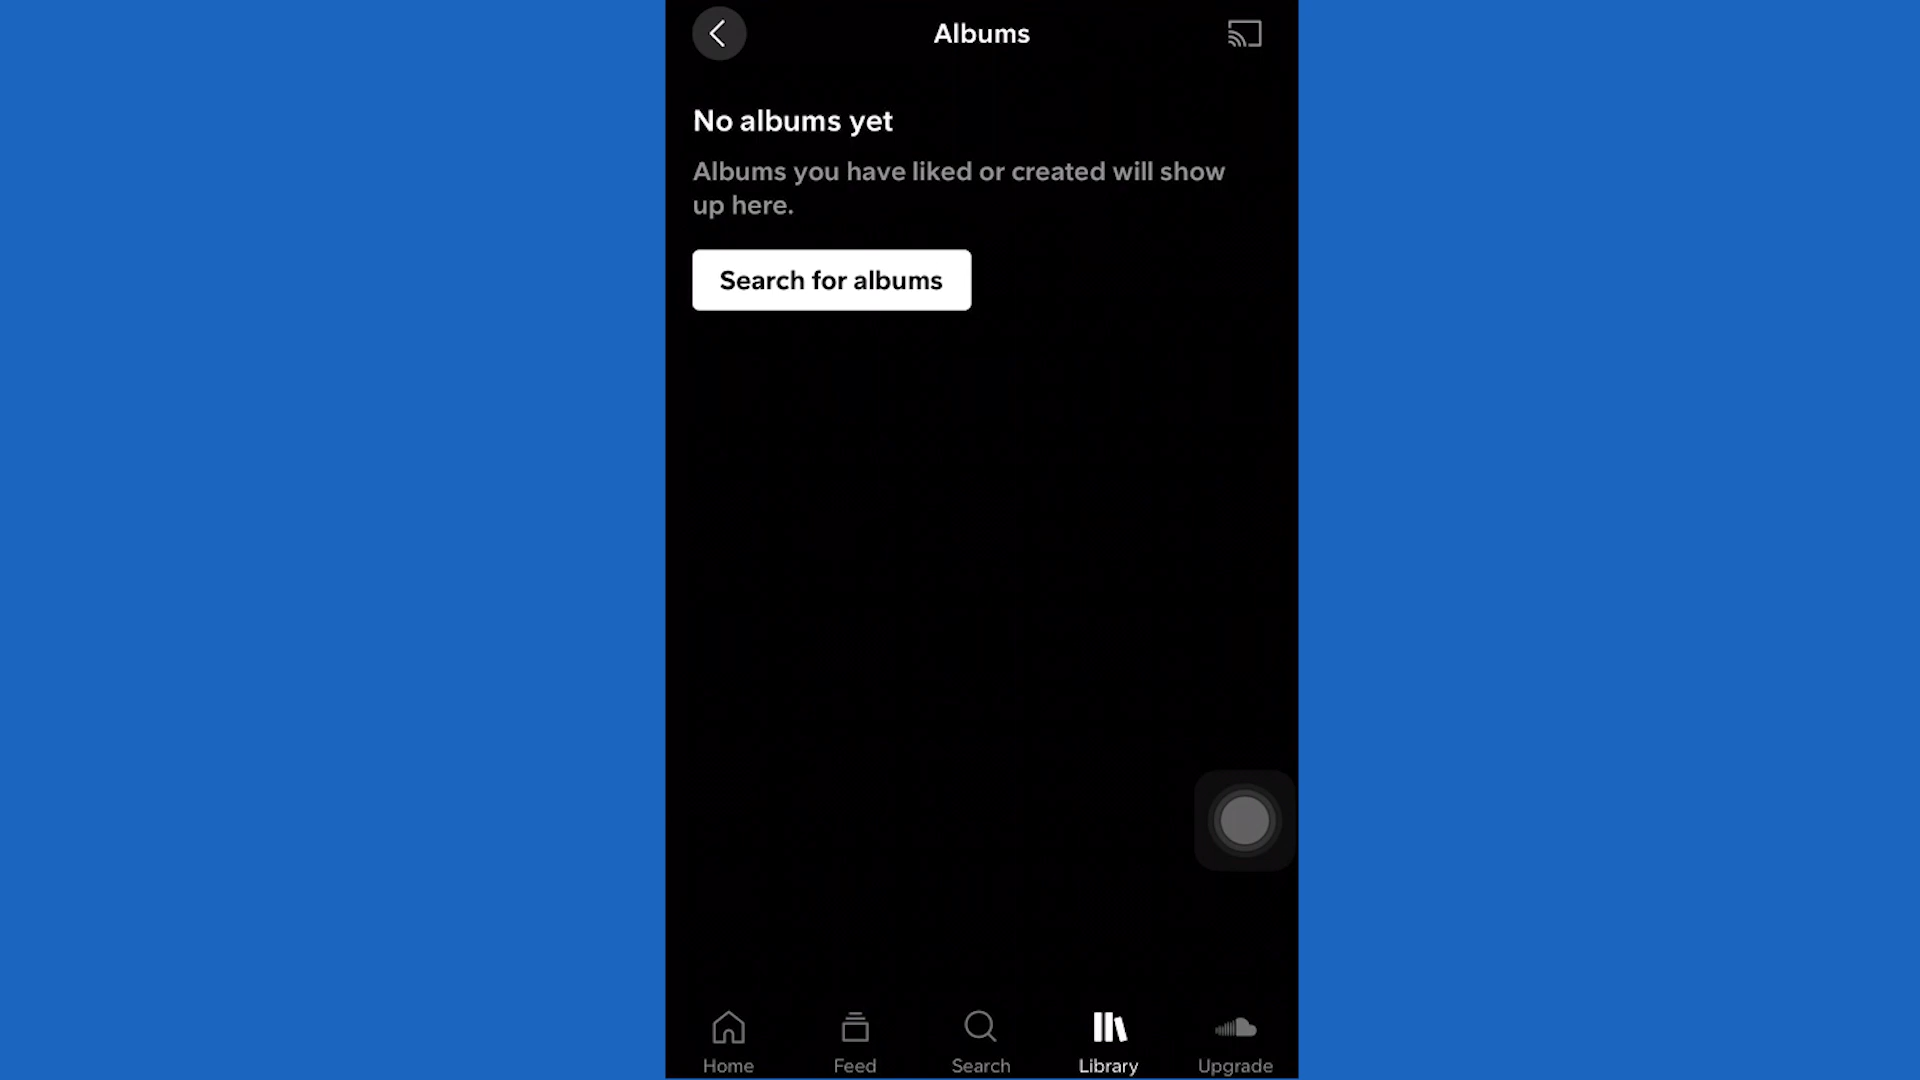 Albums
No albums yet
Albums you have liked or created will show
up here.
Search for albums
Home
Feed
Search
Library
Upgrade